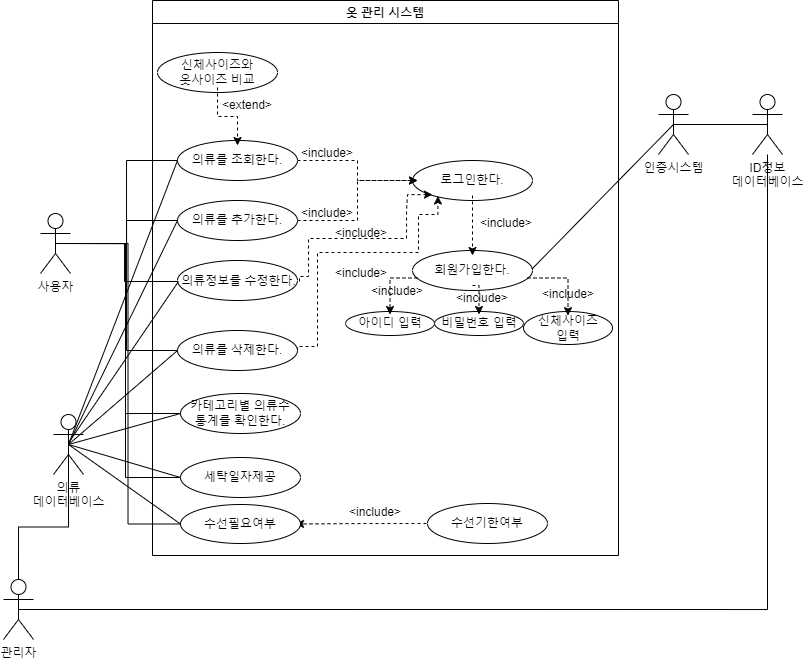 옷 관리 시스템
신체사이즈와
옷사이즈 비교
<extend>
의류를 조회한다.
<include>
로그인한다.
인증시스템
ID정보
데이터베이스
의류를 추가한다.
<include>
<include>
<include>
사용자
의류정보를 수정한다.
<include>
회원가입한다.
<include>
<include>
<include>
아이디 입력
비밀번호 입력
신체사이즈
입력
의류를 삭제한다.
카테고리별 의류수
통계를 확인한다.
의류
데이터베이스
세탁일자제공
수선필요여부
<include>
수선기한여부
관리자